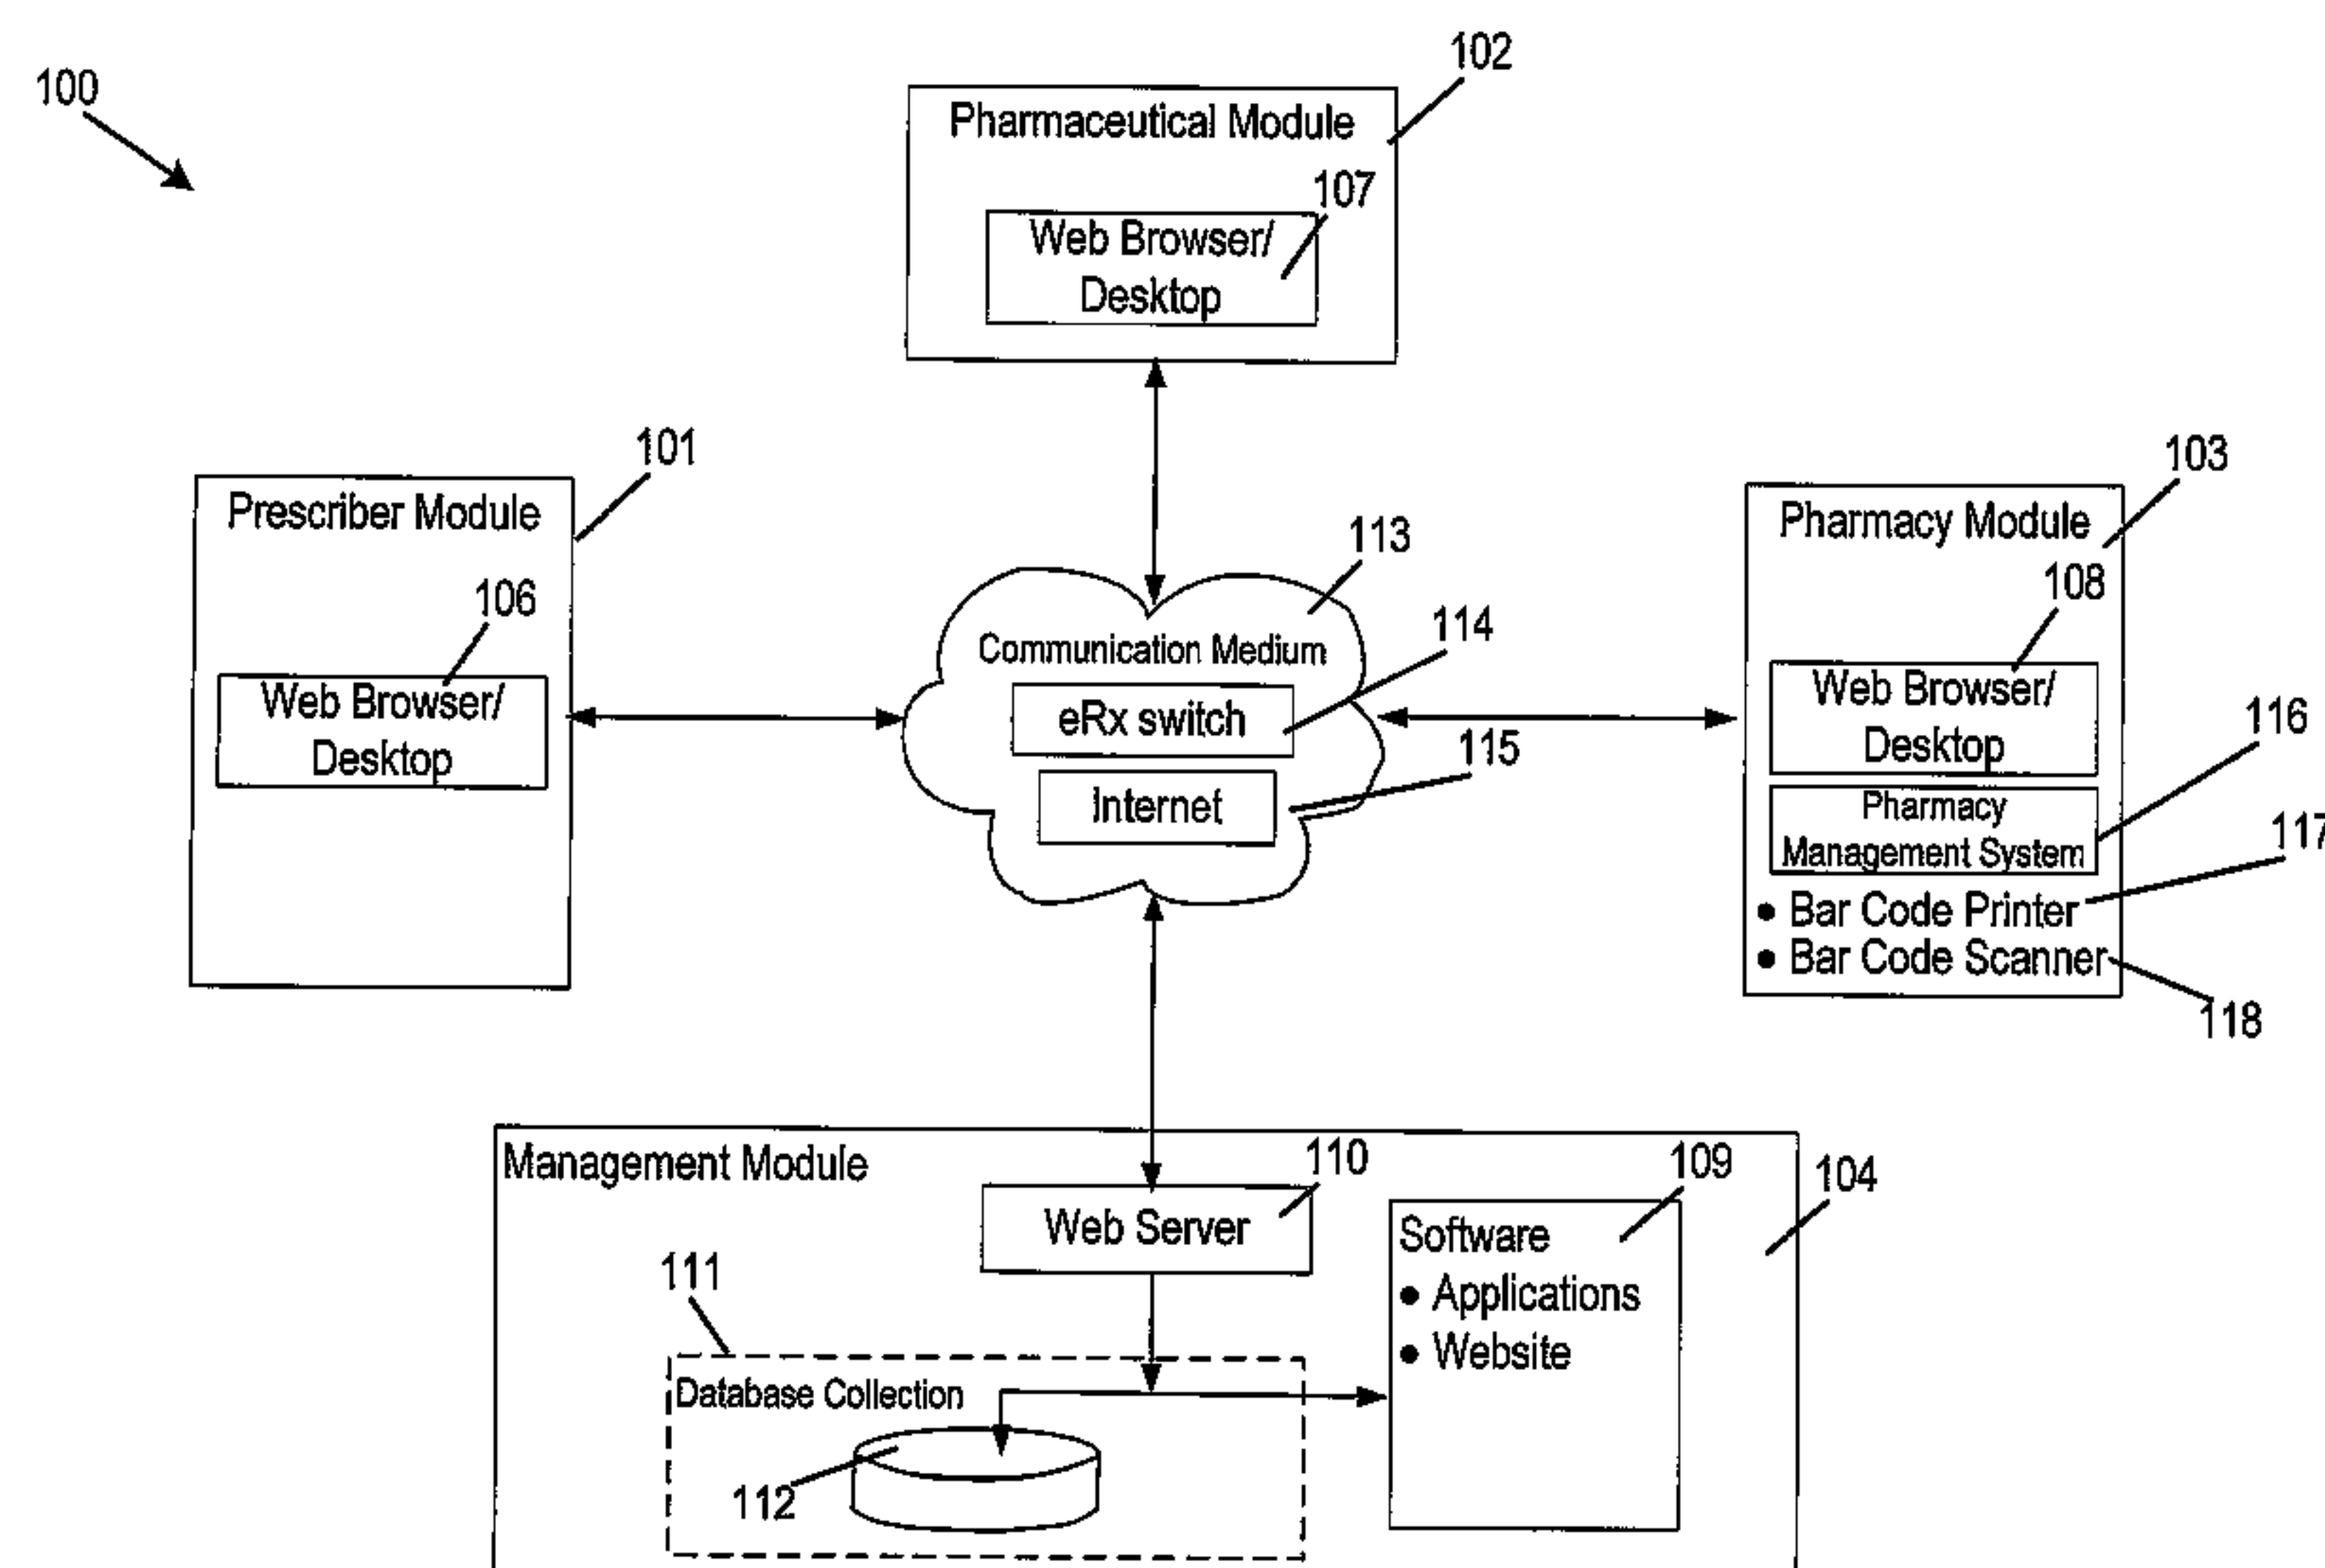 100
102
Pharmaceutical Module
107
Web Browser/
Desktop
101
Prescriber Module
106
Web Browser/
Desktop
113
Communication Medium
114
eRx switch
115
Internet
103
Pharmacy Module
108
Web Browser/
Desktop
116
Pharmacy
Management System
117
• Bar Code Printer
• Bar Code Scanner
118
Management Module
110
Web Server
109
104
Software
• Applications
• Website
111
Database Collection
112